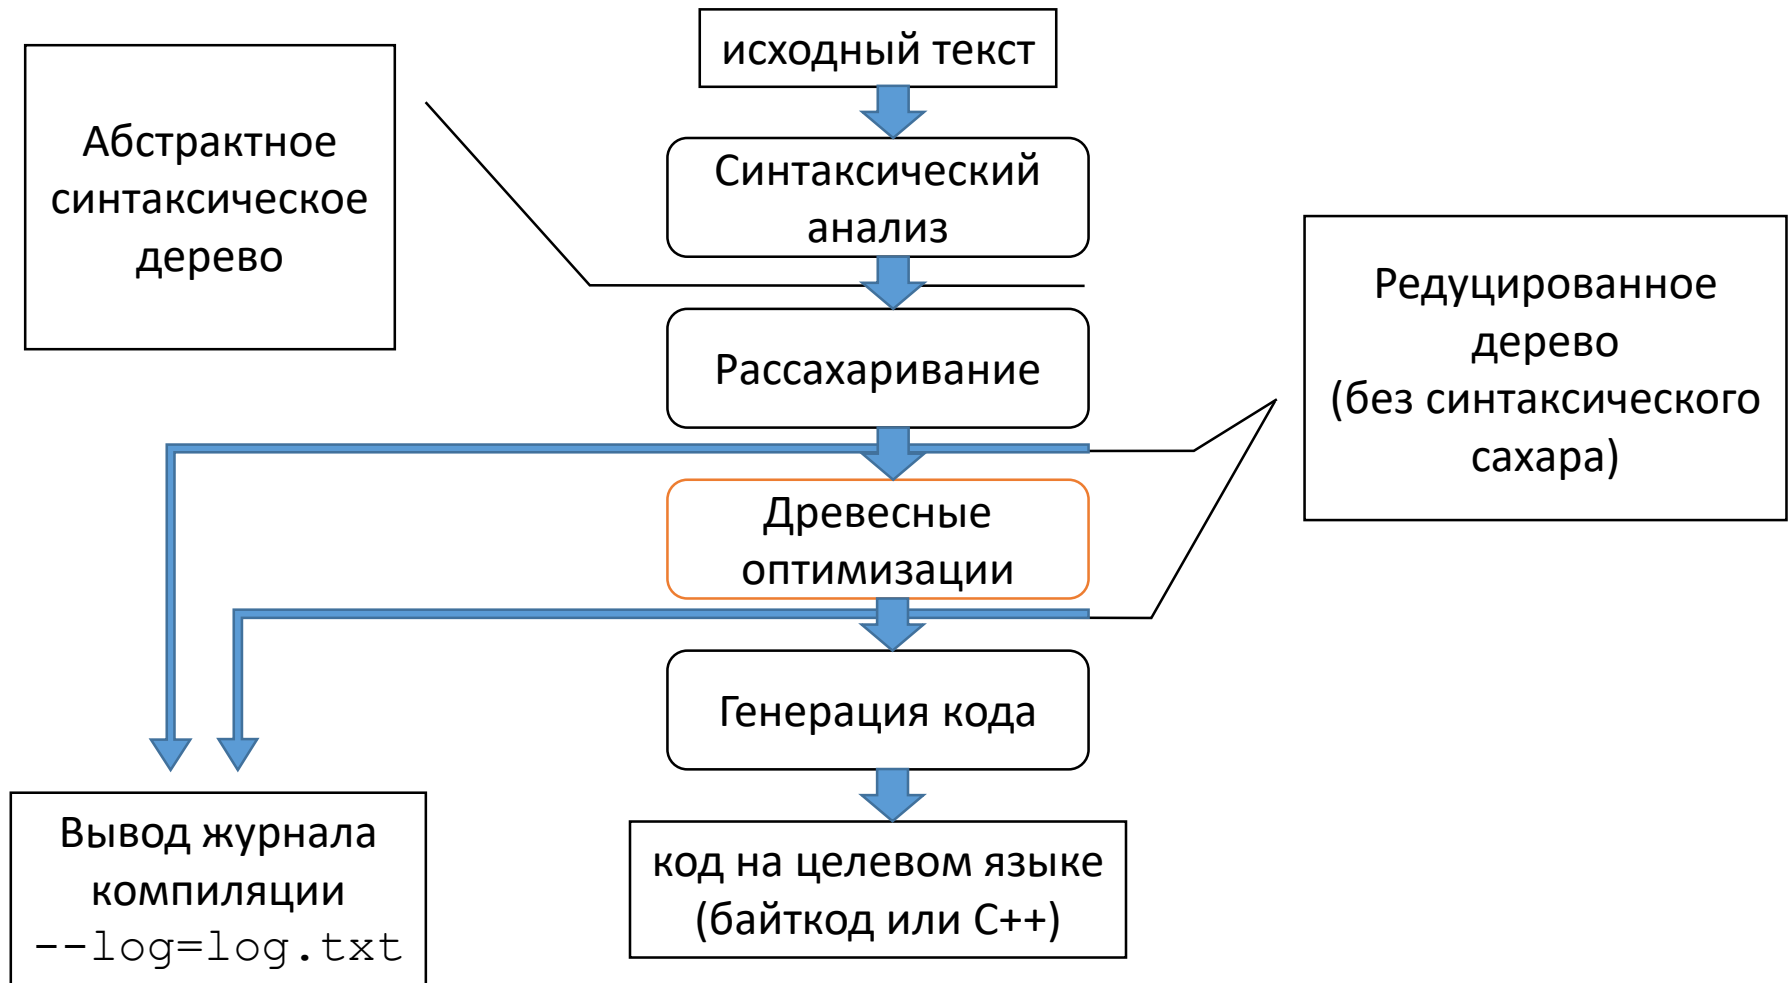 исходный текст
Абстрактное
синтаксическое
дерево
Синтаксический
анализ
Редуцированное
дерево
(без синтаксического
сахара)
Рассахаривание
Древесные
оптимизации
Генерация кода
Вывод журнала
компиляции
--log=log.txt
код на целевом языке
(байткод или C++)